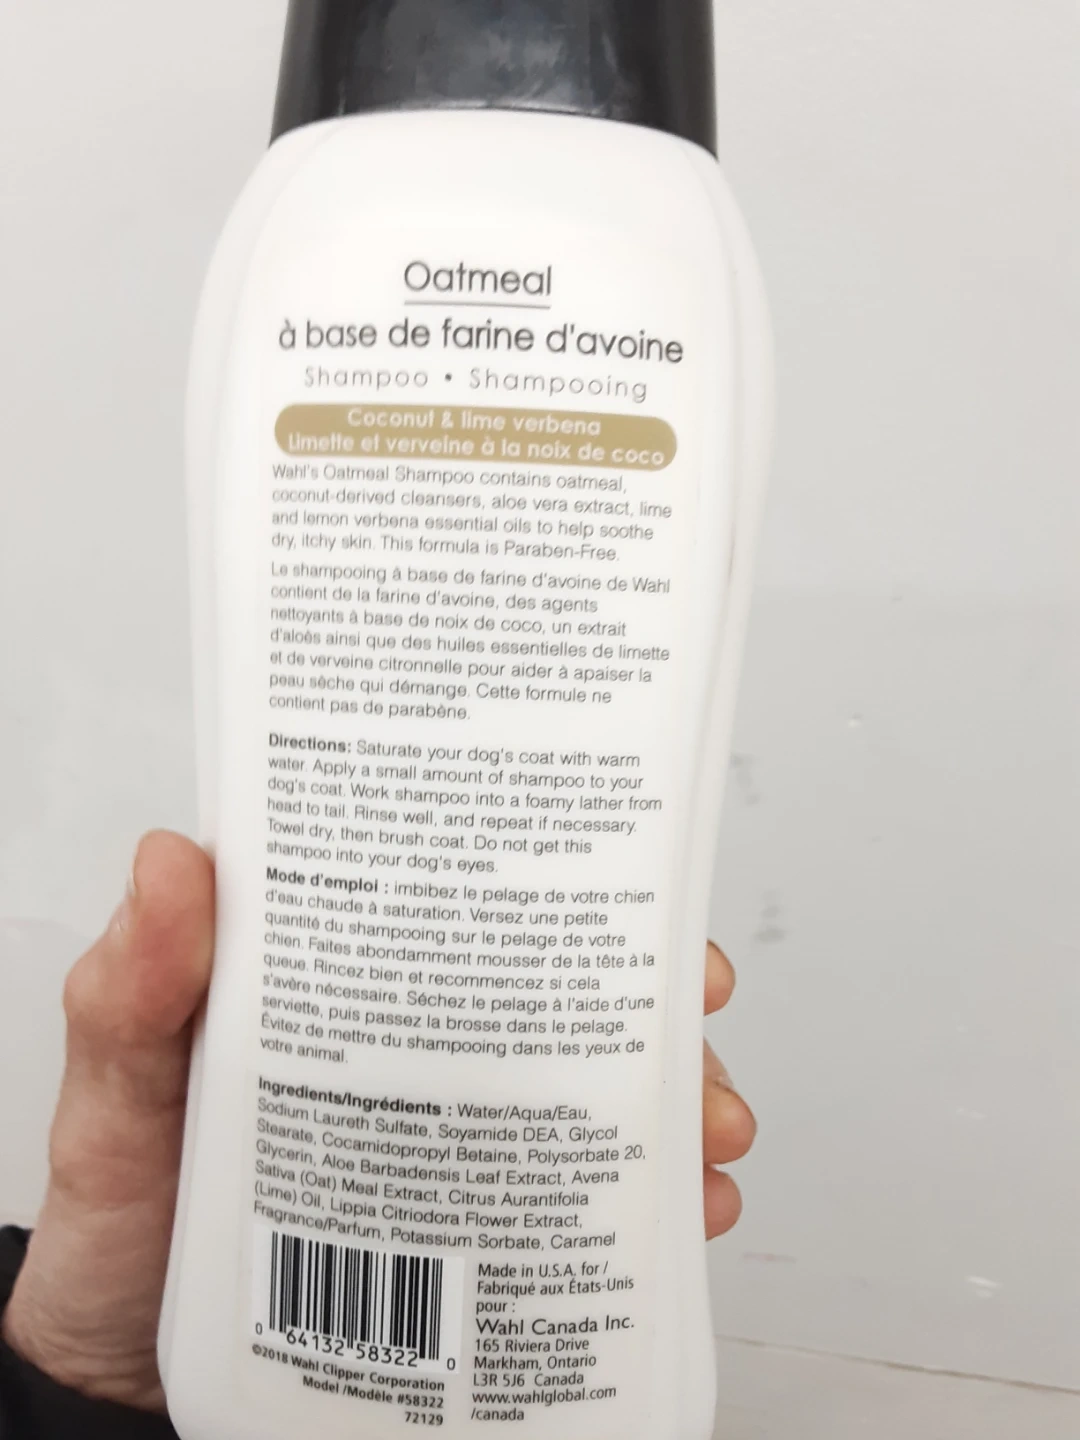 Oatmeal
à base de farine d'avoine
Shampoo • Shampooing
Coconut & lime verbena
Limette et verveine à la noix de coco
Wahl's Oatmeal Shampoo contains oatmeal,
coconut-derived cleansers, aloe vera extract, lime
and lemon verbena essential oils to help soothe
dry, itchy skin. This formula is Paraben-Free.
Le shampooing à base de farine d'avoine de Wahl
contient de la farine d'avoine, des agents
nettoyants à base de noix de coco, un extrait
d'aloès ainsi que des huiles essentielles de limette
et de verveine citronnelle pour aider à apaiser la
peau sèche qui démange. Cette formule ne
contient pas de parabène.
Directions: Saturate your dog's coat with warm
water. Apply a small amount of shampoo to your
dog's coat. Work shampoo into a foamy lather from
head to tail. Rinse well, and repeat if necessary.
Towel dry, then brush coat. Do not get this
shampoo into your dog's eyes.
Mode d'emploi : imbibez le pelage de votre chien
d'eau chaude à saturation. Versez une petite
quantité du shampooing sur le pelage de votre
chien. Faites abondamment mousser de la tête à la
queue. Rincez bien et recommencez si cela
s'avère nécessaire. Séchez le pelage à l'aide d'une
serviette, puis passez la brosse dans le pelage.
Évitez de mettre du shampooing dans les yeux de
votre animal.
Ingredients/Ingrédients : Water/Aqua/Eau,
Sodium Laureth Sulfate, Soyamide DEA, Glycol
Stearate, Cocamidopropyl Betaine, Polysorbate 20,
Glycerin, Aloe Barbadensis Leaf Extract, Avena
Sativa (Oat) Meal Extract, Citrus Aurantifolia
(Lime) Oil, Lippia Citriodora Flower Extract,
Fragrance/Parfum, Potassium Sorbate, Caramel
0 64132 58322 0
©2018 Wahl Clipper Corporation
Model /Modèle #58322
72129
Made in U.S.A. for /
Fabriqué aux États-Unis
pour :
Wahl Canada Inc.
165 Riviera Drive
Markham, Ontario
L3R 5J6 Canada
www.wahlglobal.com
/canada